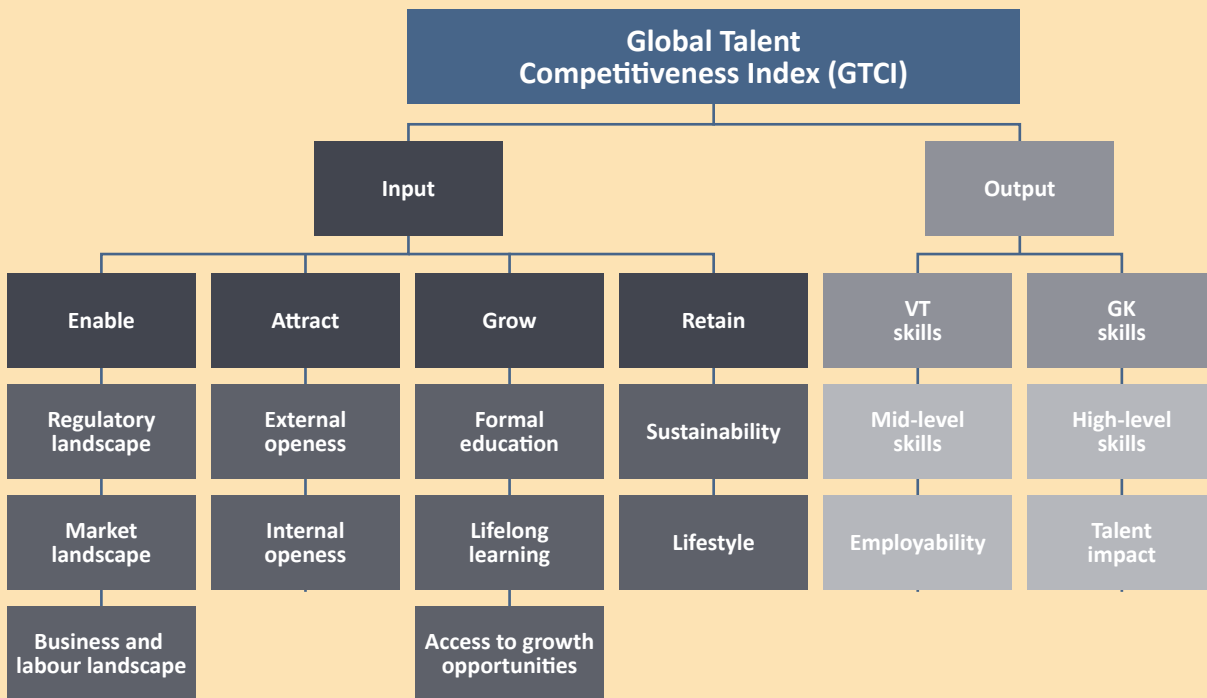 Global Talent
Competitiveness Index (GTCI)
Input
Output
Enable
Attract
Grow
Retain
VT
skills
GK
skills
Regulatory
landscape
External
openess
Formal
education
Sustainability
Mid-level
skills
High-level
skills
Market
landscape
Internal
openess
Lifelong
learning
Lifestyle
Employability
Talent
impact
Business and
labour landscape
Access to growth
opportunities